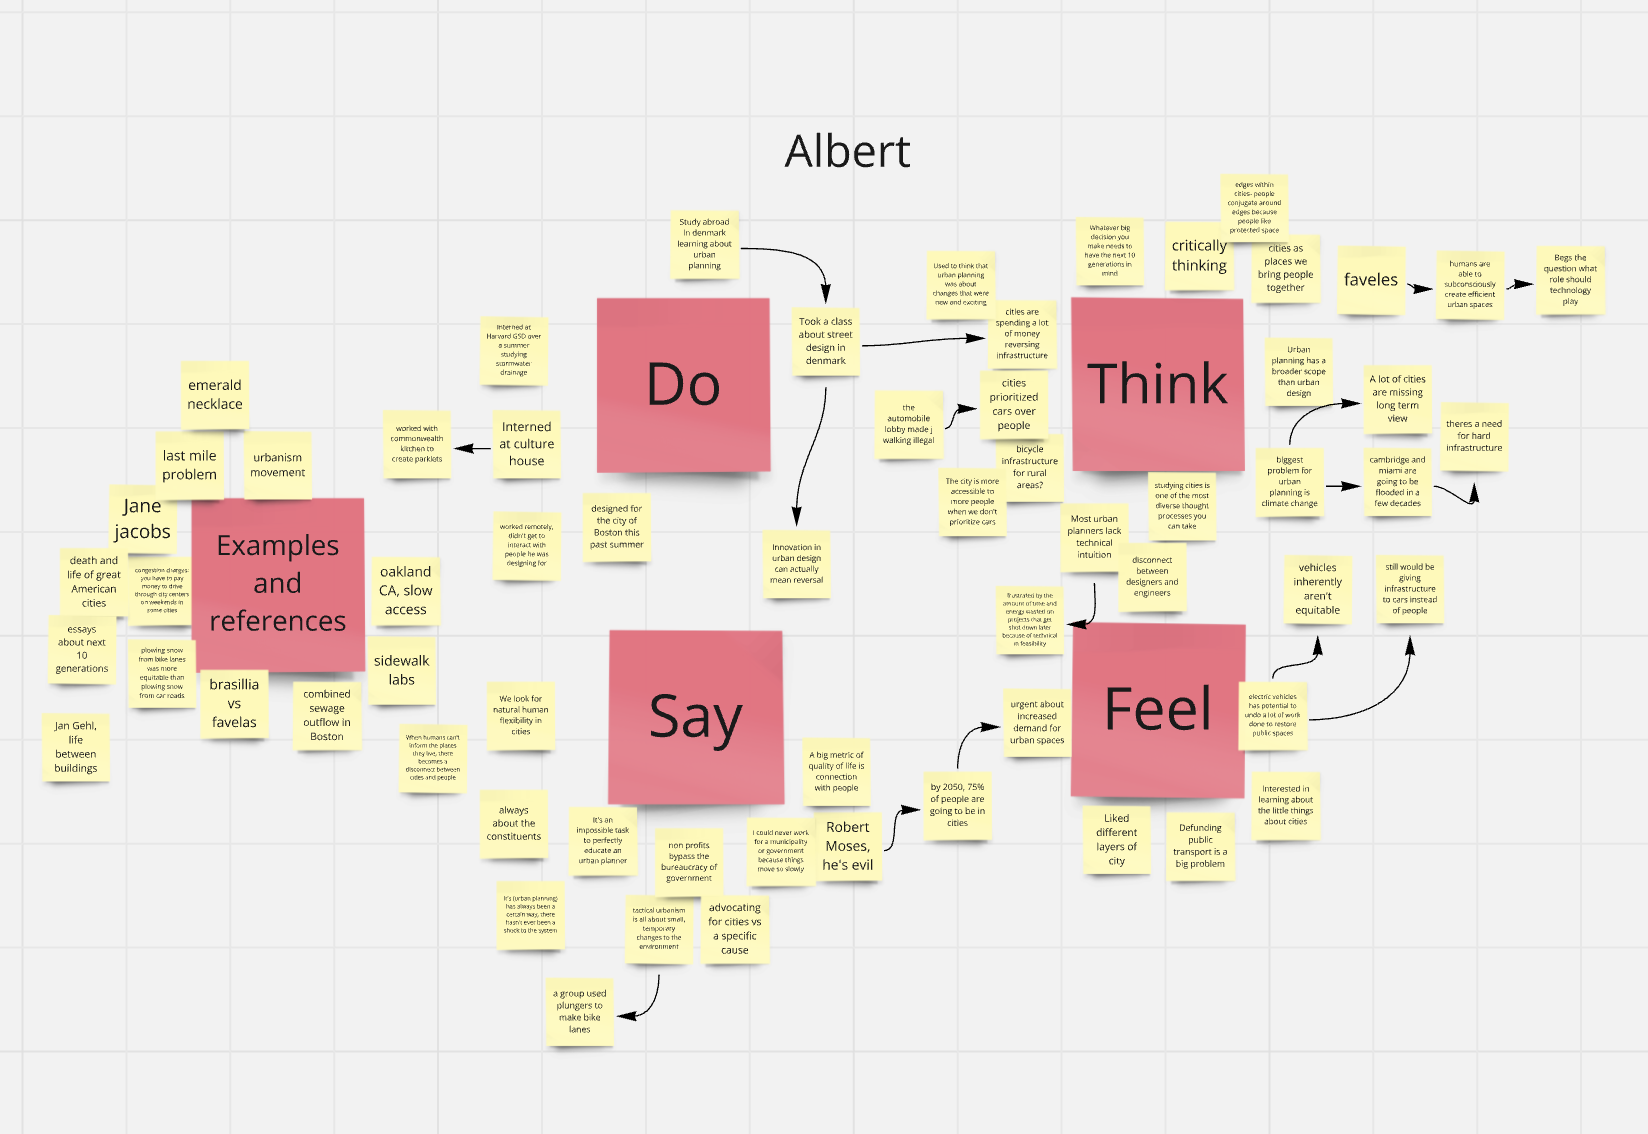 Albert
Study abroad
in denmark
learning about
urban
planning
Do
Took a class
about street
design in
denmark
Interned at
Harvard GSD over
a summer
studying
stormwater
drainage
Interned
at culture
house
worked with
commonwealth
kitchen to
create parklets
worked remotely,
didn't get to
interact with
people he was
designing for
designed for
the city of
Boston this
past summer
Innovation in
urban design
can actually
mean reversal
Think
Used to think that
urban planning
was about
changes that were
new and exciting
cities are
spending a lot
of money
reversing
infrastructure
the
automobile
lobby made j
walking illegal
cities
prioritized
cars over
people
bicycle
infrastructure
for rural
areas?
The city is more
accessible to
more people
when we don't
prioritize cars
Whatever big
decision you
make needs to
have the next 10
generations in
mind
critically
thinking
edges within
cities- people
conjugate around
edges because
people like
protected space
cities as
places we
bring people
together
faveles
humans are
able to
subconsciously
create efficient
urban spaces
Begs the
question what
role should
technology
play
Urban
planning has a
broader scope
than urban
design
A lot of cities
are missing
long term
view
biggest
problem for
urban
planning is
climate change
cambridge and
miami are
going to be
flooded in a
few decades
theres a need
for hard
infrastructure
studying cities is
one of the most
diverse thought
processes you
can take
Most urban
planners lack
technical
intuition
disconnect
between
designers and
engineers
frustrated by the
amount of time and
energy wasted on
projects that get
shot down later
because of technical
in feasibility
Feel
vehicles
inherently
aren't
equitable
still would be
giving
infrastructure
to cars instead
of people
electric vehicles
has potential to
undo a lot of work
done to restore
public spaces
Interested in
learning about
the little things
about cities
Defunding
public
transport is a
big problem
Liked
different
layers of
city
urgent about
increased
demand for
urban spaces
by 2050, 75%
of people are
going to be in
cities
Say
We look for
natural human
flexibility in
cities
When humans can't
inform the places
they live, there
becomes a
disconnect between
cities and people
always
about the
constituents
It's an
impossible task
to perfectly
educate an
urban planner
non profits
bypass the
bureaucracy of
government
I could never work
for a municipality
or government
because things
move so slowly
A big metric of
quality of life is
connection
with people
Robert
Moses,
he's evil
It's (urban planning)
has always been a
certain way, there
hasn't ever been a
shock to the system
tactical urbanism
is all about small,
temporary
changes to the
environment
advocating
for cities vs
a specific
cause
a group used
plungers to
make bike
lanes
Examples
and
references
emerald
necklace
last mile
problem
urbanism
movement
Jane
jacobs
death and
life of great
American
cities
congestion charges:
you have to pay
money to drive
through city centers
on weekends in
some cities
essays
about next
10
generations
plowing snow
from bike lanes
was more
equitable than
plowing snow
from car roads
Jan Gehl,
life
between
buildings
brasillia
vs
favelas
combined
sewage
outflow in
Boston
sidewalk
labs
oakland
CA, slow
access